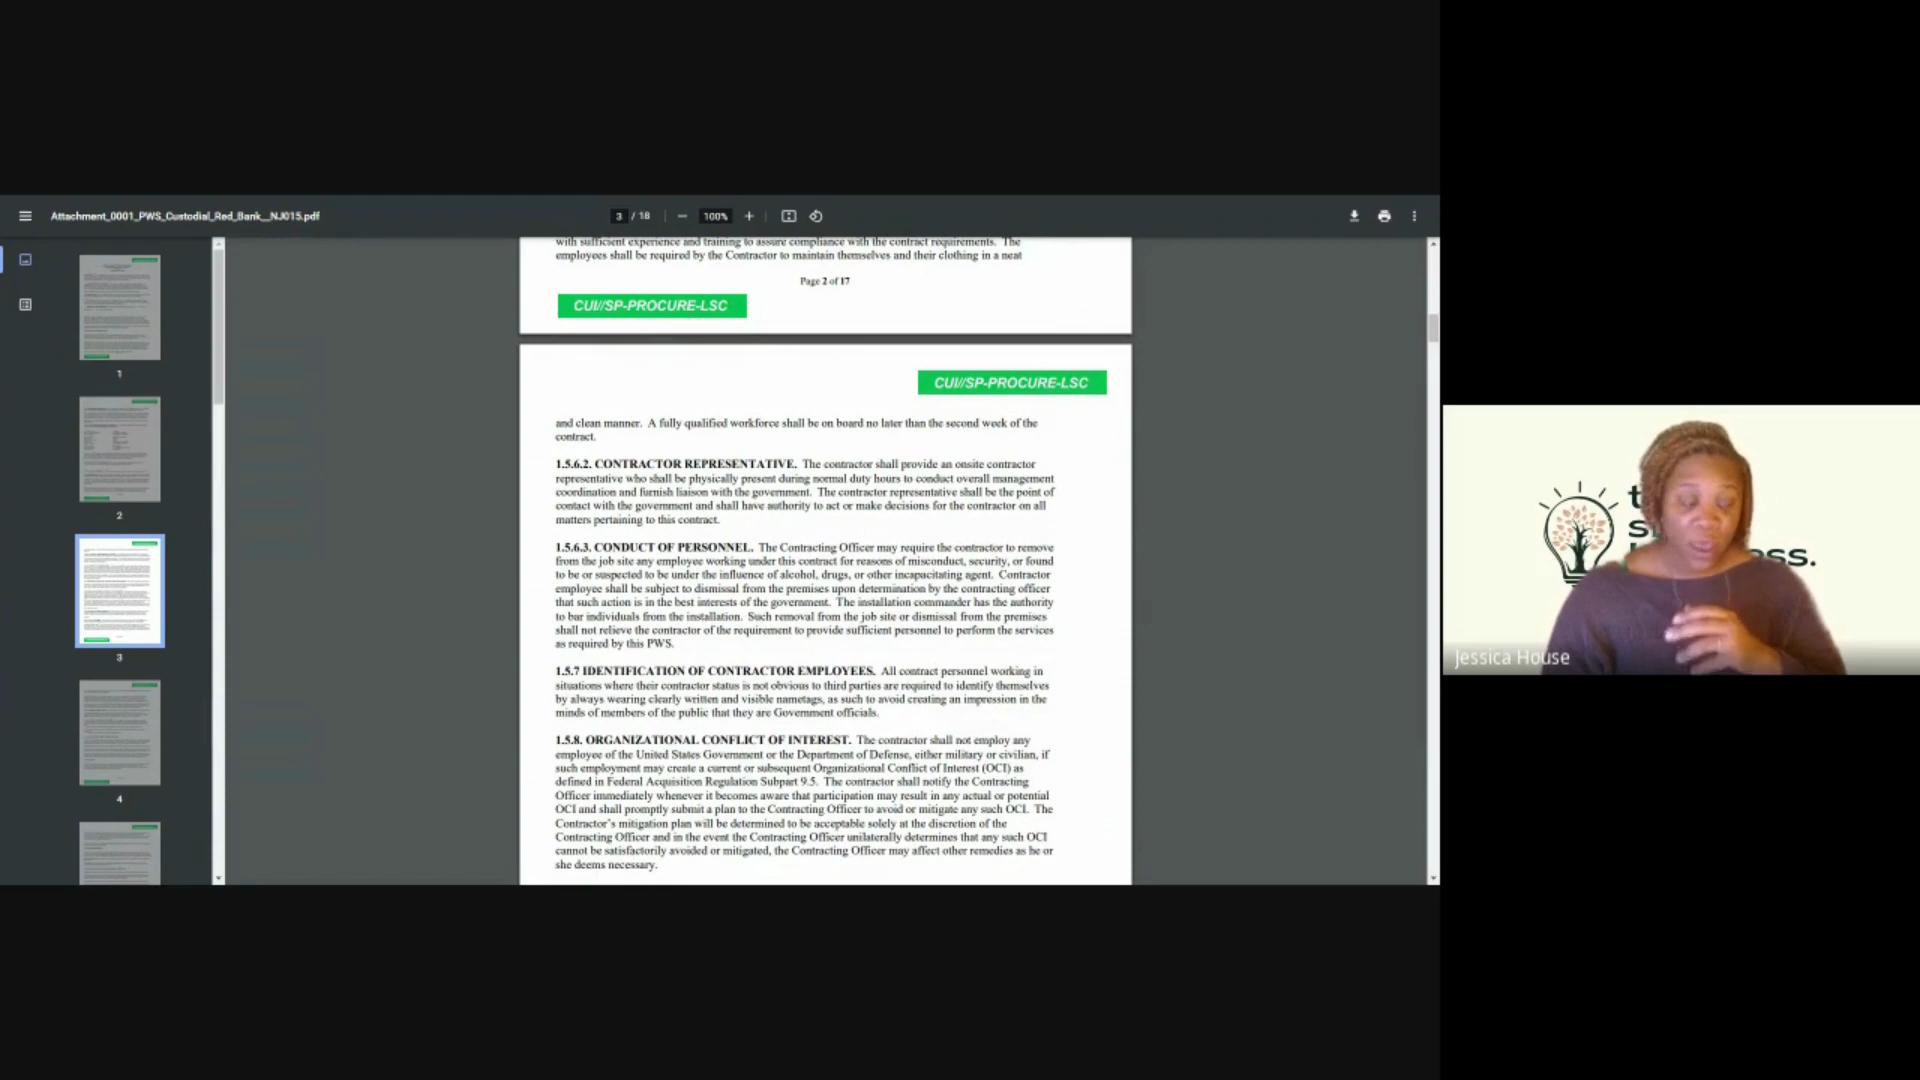 Attachment_0001_PWS_Custodial_Red_Bank__NJ015.pdf
3 / 18
100%
with sufficient experience and training to assure compliance with the contract requirements. The
employees shall be required by the Contractor to maintain themselves and their clothing in a neat
Page 2 of 17
CUI//SP-PROCURE-LSC
CUI//SP-PROCURE-LSC
and clean manner. A fully qualified workforce shall be on board no later than the second week of the
contract.
1.5.6.2. CONTRACTOR REPRESENTATIVE. The contractor shall provide an onsite contractor
representative who shall be physically present during normal duty hours to conduct overall management
coordination and furnish liaison with the government. The contractor representative shall be the point of
contact with the government and shall have authority to act or make decisions for the contractor on all
matters pertaining to this contract.
1.5.6.3. CONDUCT OF PERSONNEL. The Contracting Officer may require the contractor to remove
from the job site any employee working under this contract for reasons of misconduct, security, or found
to be or suspected to be under the influence of alcohol, drugs, or other incapacitating agent. Contractor
employee shall be subject to dismissal from the premises upon determination by the contracting officer
that such action is in the best interests of the government. The installation commander has the authority
to bar individuals from the installation. Such removal from the job site or dismissal from the premises
shall not relieve the contractor of the requirement to provide sufficient personnel to perform the services
as required by this PWS.
1.5.7 IDENTIFICATION OF CONTRACTOR EMPLOYEES. All contract personnel working in
situations where their contractor status is not obvious to third parties are required to identify themselves
by always wearing clearly written and visible nametags, as such to avoid creating an impression in the
minds of members of the public that they are Government officials.
1.5.8. ORGANIZATIONAL CONFLICT OF INTEREST. The contractor shall not employ any
employee of the United States Government or the Department of Defense, either military or civilian, if
such employment may create a current or subsequent Organizational Conflict of Interest (OCI) as
defined in Federal Acquisition Regulation Subpart 9.5. The contractor shall notify the Contracting
Officer immediately whenever it becomes aware that participation may result in any actual or potential
OCI and shall promptly submit a plan to the Contracting Officer to avoid or mitigate any such OCI. The
Contractor's mitigation plan will be determined to be acceptable solely at the discretion of the
Contracting Officer and in the event the Contracting Officer unilaterally determines that any such OCI
cannot be satisfactorily avoided or mitigated, the Contracting Officer may affect other remedies as he or
she deems necessary.
1
2
3
4
Jessica House